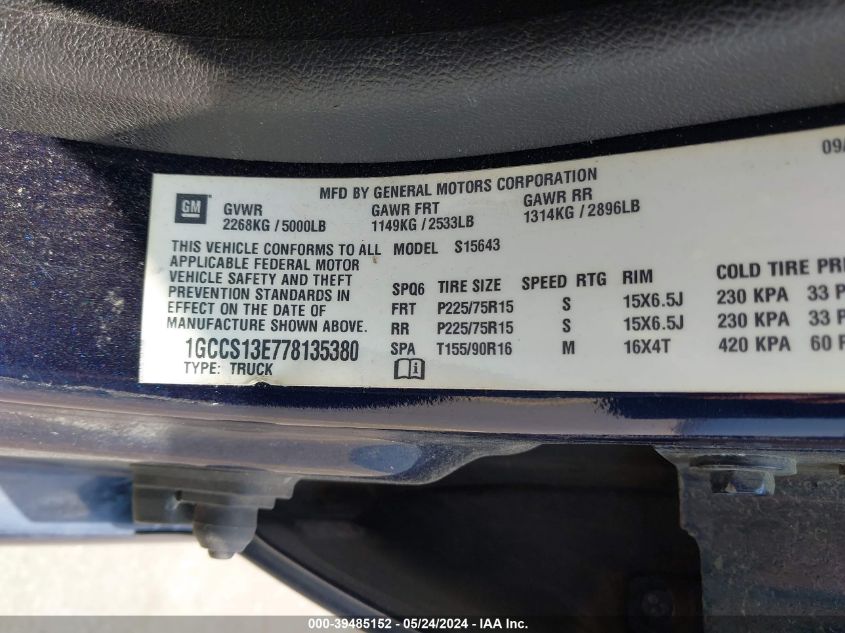 09/
MFD BY GENERAL MOTORS CORPORATION
GM
GVWR GAWR FRT GAWR RR
2268KG / 5000LB 1149KG / 2533LB 1314KG / 2896LB
THIS VEHICLE CONFORMS TO ALL MODEL S15643
APPLICABLE FEDERAL MOTOR
VEHICLE SAFETY AND THEFT
PREVENTION STANDARDS IN
EFFECT ON THE DATE OF
MANUFACTURE SHOWN ABOVE.
1GCCS13E778135380
TYPE: TRUCK
SPQ6 TIRE SIZE SPEED RTG RIM COLD TIRE PRE
FRT P225/75R15 S 15X6.5J 230 KPA 33 P
RR P225/75R15 S 15X6.5J 230 KPA 33 P
SPA T155/90R16 M 16X4T 420 KPA 60 P
000-39485152 - 05/24/2024 - IAA Inc.